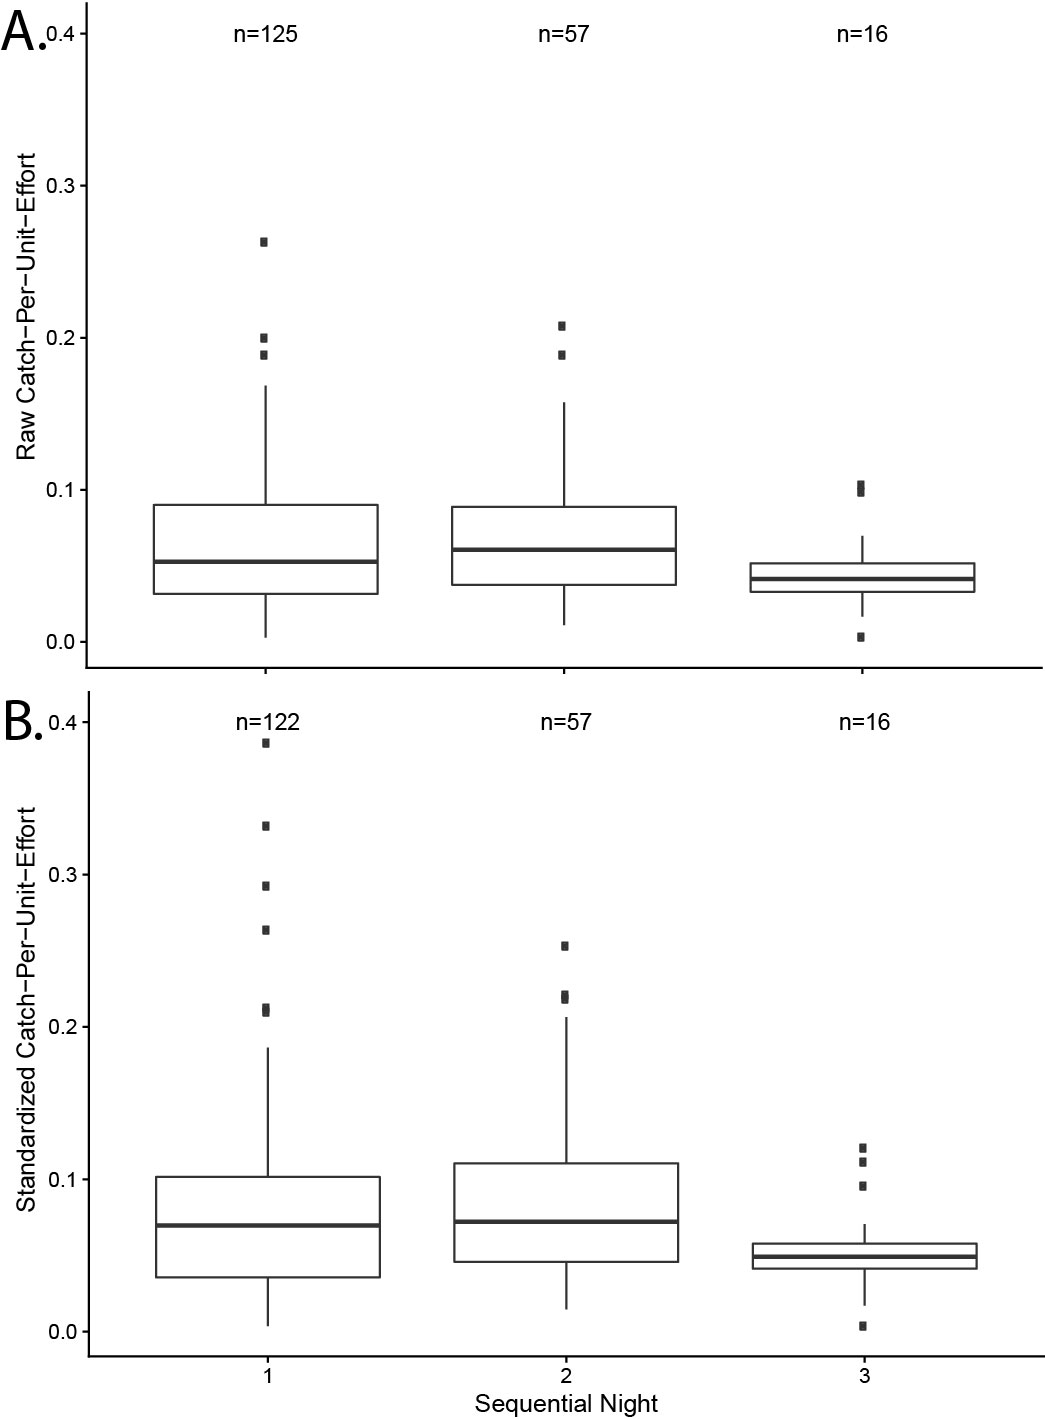 A.
n=125 n=57 n=16
0.4
0.3
0.2
0.1
0.0
Raw Catch−Per−Unit−Effort
B.
n=122 n=57 n=16
0.4
0.3
0.2
0.1
0.0
Standardized Catch−Per−Unit−Effort
1 2 3
Sequential Night